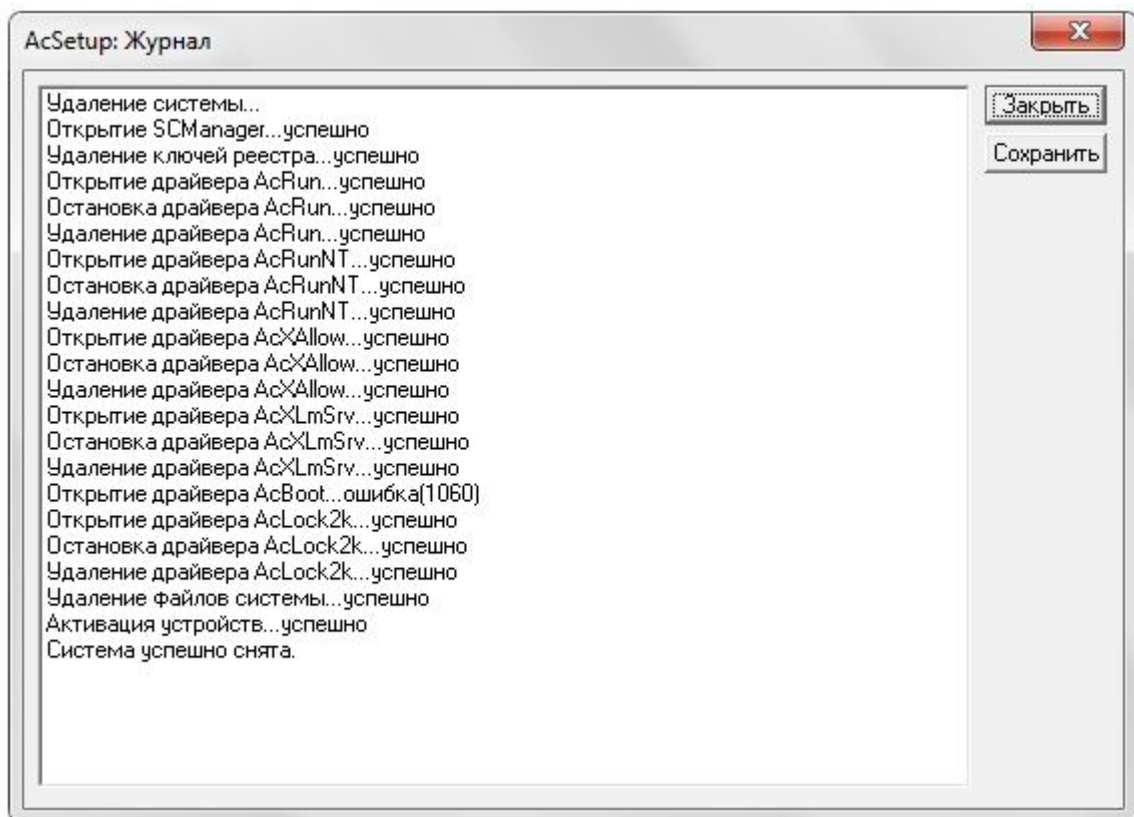 AcSetup: Журнал
Удаление системы...
Открытие SCManager...успешно
Удаление ключей реестра...успешно
Открытие драйвера AcRun...успешно
Остановка драйвера AcRun...успешно
Удаление драйвера AcRun...успешно
Открытие драйвера AcRunNT...успешно
Остановка драйвера AcRunNT...успешно
Удаление драйвера AcRunNT...успешно
Открытие драйвера AcXAllow...успешно
Остановка драйвера AcXAllow...успешно
Удаление драйвера AcXAllow...успешно
Открытие драйвера AcXLmSrv...успешно
Остановка драйвера AcXLmSrv...успешно
Удаление драйвера AcXLmSrv...успешно
Открытие драйвера AcBoot...ошибка(1060)
Открытие драйвера AcLock2k...успешно
Остановка драйвера AcLock2k...успешно
Удаление драйвера AcLock2k...успешно
Удаление файлов системы...успешно
Активация устройств...успешно
Система успешно снята.
Закрыть
Сохранить